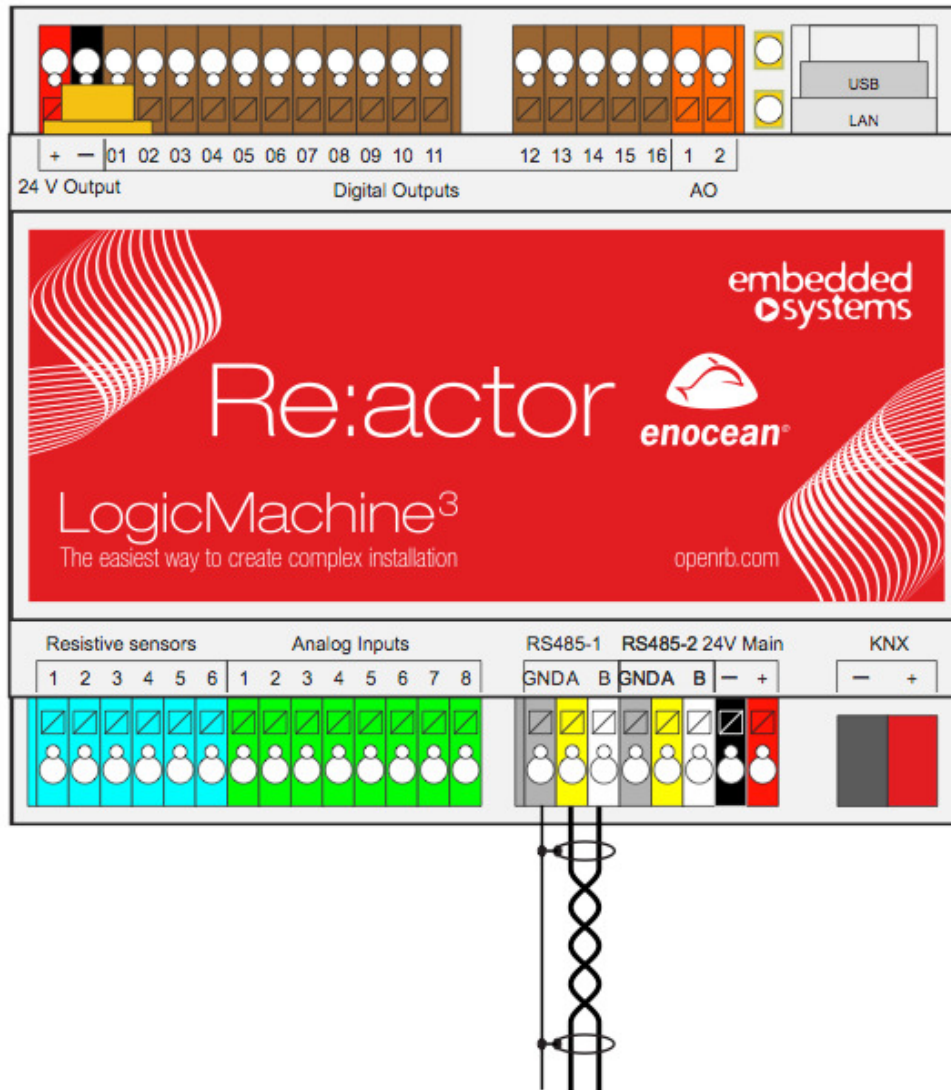 USB
LAN
+ — 01 02 03 04 05 06 07 08 09 10 11 12 13 14 15 16 1 2
24 V Output Digital Outputs AO
embedded
systems
Re:actor
enocean®
LogicMachine³
The easiest way to create complex installation openrb.com
Resistive sensors Analog Inputs RS485-1 RS485-2 24V Main KNX
1 2 3 4 5 6 1 2 3 4 5 6 7 8 GND A B GND A B — + — +